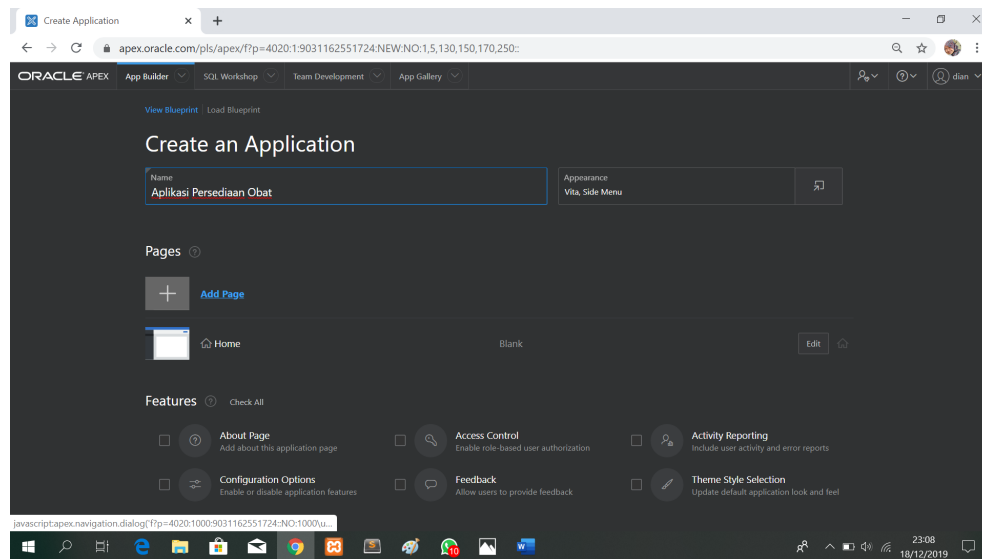 Create Application
apex.oracle.com/pls/apex/f?p=4020:1:9031162551724:NEW:NO:1,5,130,150,170,250::
ORACLE APEX App Builder SQL Workshop Team Development App Gallery dian
View Blueprint Load Blueprint
Create an Application
Name
Aplikasi Persediaan Obat
Appearance
Vita, Side Menu
Pages
Add Page
Home Blank Edit
Features Check All
About Page
Add about this application page
Access Control
Enable role-based user authorization
Activity Reporting
Include user activity and error reports
Configuration Options
Enable or disable application features
Feedback
Allow users to provide feedback
Theme Style Selection
Update default application look and feel
javascript:apex.navigation.dialog('f?p=4020:1000:9031162551724::NO:1000\u...
10
23:08
18/12/2019